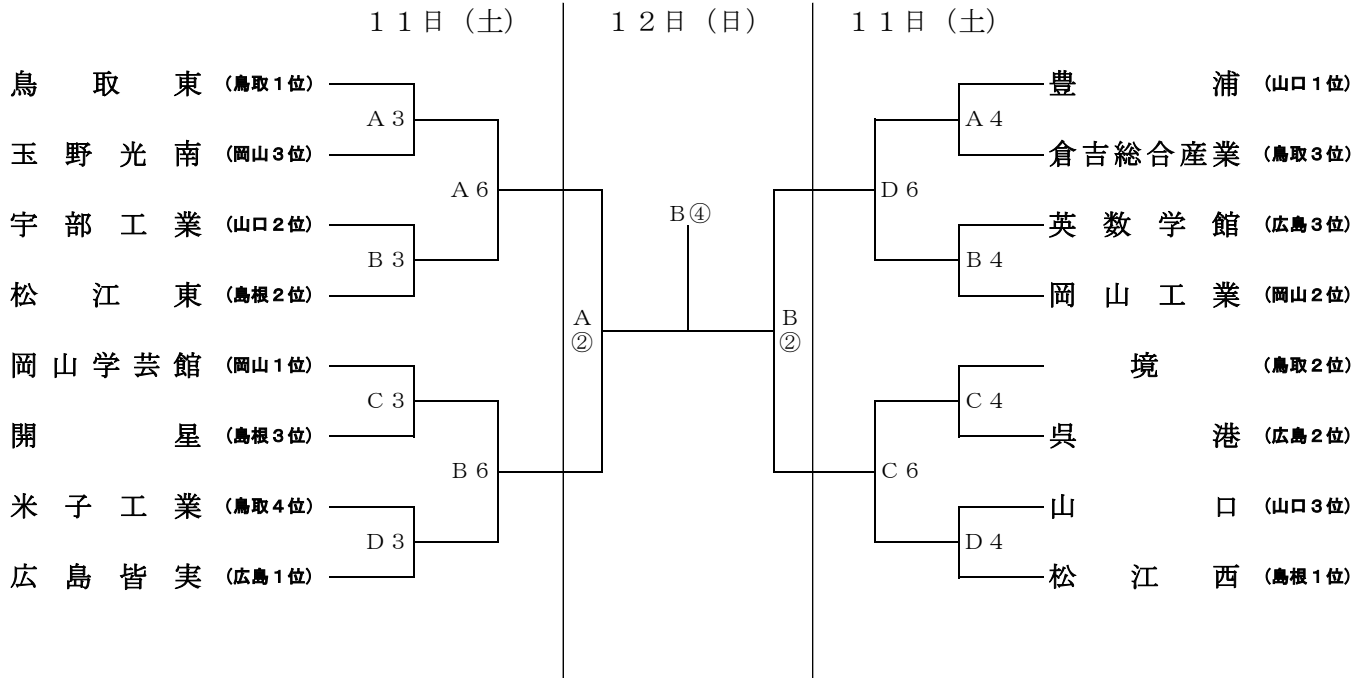 11日（土） 12日（日） 11日（土）
鳥取東 （鳥取1位） 豊浦 （山口1位）
A3 A4
玉野光南 （岡山3位） 倉吉総合産業 （鳥取3位）
A6 D6
B④
宇部工業 （山口2位） 英数学館 （広島3位）
B3 B4
松江東 （島根2位） 岡山工業 （岡山2位）
A② B②
岡山学芸館 （岡山1位） 境 （鳥取2位）
C3 C4
開星 （島根3位） 呉港 （広島2位）
B6 C6
米子工業 （鳥取4位） 山口 （山口3位）
D3 D4
広島皆実 （広島1位） 松江西 （島根1位）